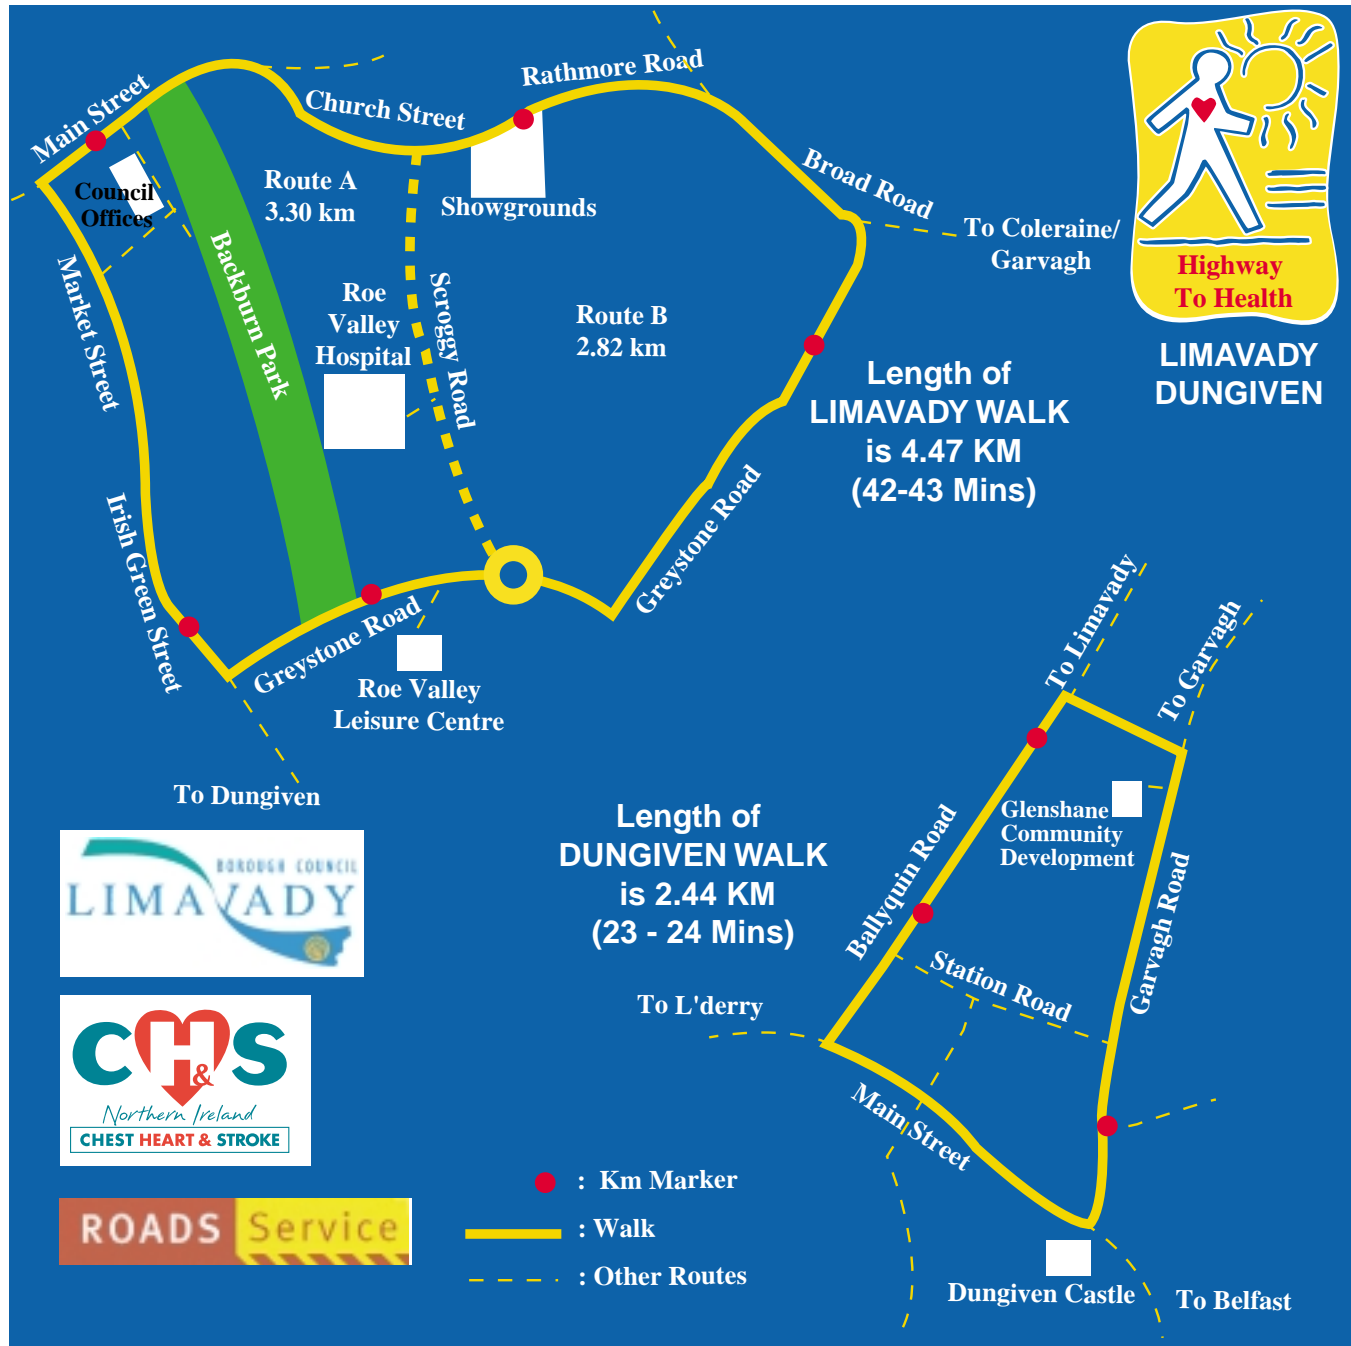 Main Street
Church Street
Rathmore Road
Broad Road
To Coleraine/
Garvagh
Council
Offices
Route A
3.30 km
Showgrounds
Backburn Park
Market Street
Roe
Valley
Hospital
Scroggy Road
Route B
2.82 km
Highway
To Health
LIMAVADY
DUNGIVEN
Length of
LIMAVADY WALK
is 4.47 KM
(42-43 Mins)
Irish Green Street
Greystone Road
Greystone Road
Roe Valley
Leisure Centre
To Dungiven
To Limavady
To Garvagh
Glenshane
Community
Development
Ballyquin Road
Garvagh Road
Length of
DUNGIVEN WALK
is 2.44 KM
(23 - 24 Mins)
Station Road
To L'derry
Main Street
Dungiven Castle
To Belfast
BOROUGH COUNCIL
LIMAVADY
CH&S
Northern Ireland
CHEST HEART & STROKE
ROADS Service
: Km Marker
: Walk
: Other Routes